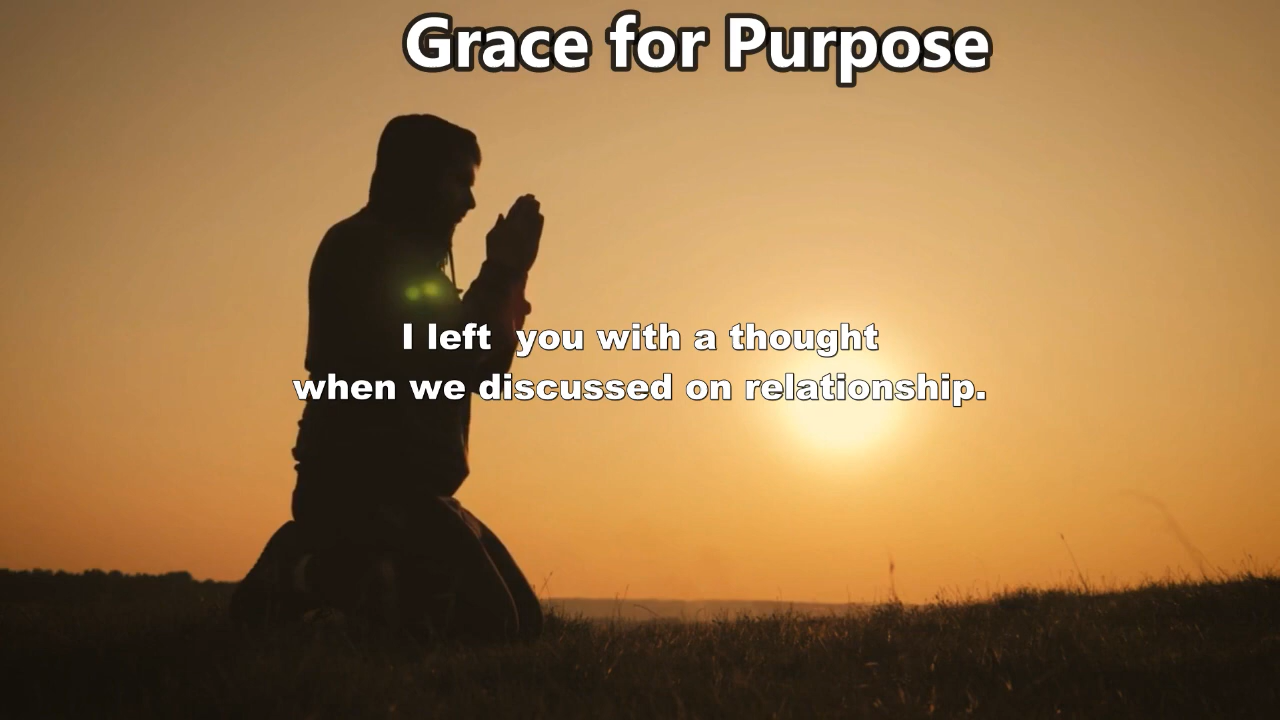 Grace for Purpose
I left  you with a thought
when we discussed on relationship.